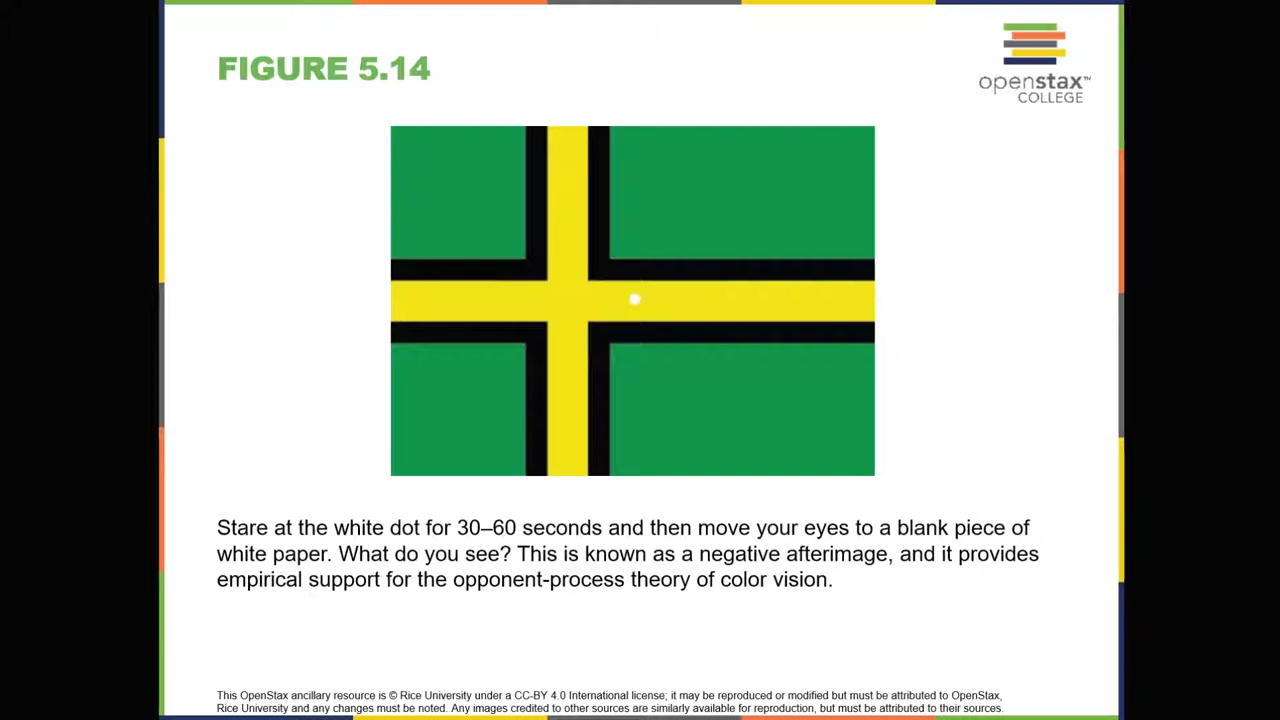 FIGURE 5.14
openstax™
COLLEGE
Stare at the white dot for 30–60 seconds and then move your eyes to a blank piece of
white paper. What do you see? This is known as a negative afterimage, and it provides
empirical support for the opponent-process theory of color vision.
This OpenStax ancillary resource is © Rice University under a CC-BY 4.0 International license; it may be reproduced or modified but must be attributed to OpenStax,
Rice University and any changes must be noted. Any images credited to other sources are similarly available for reproduction, but must be attributed to their sources.